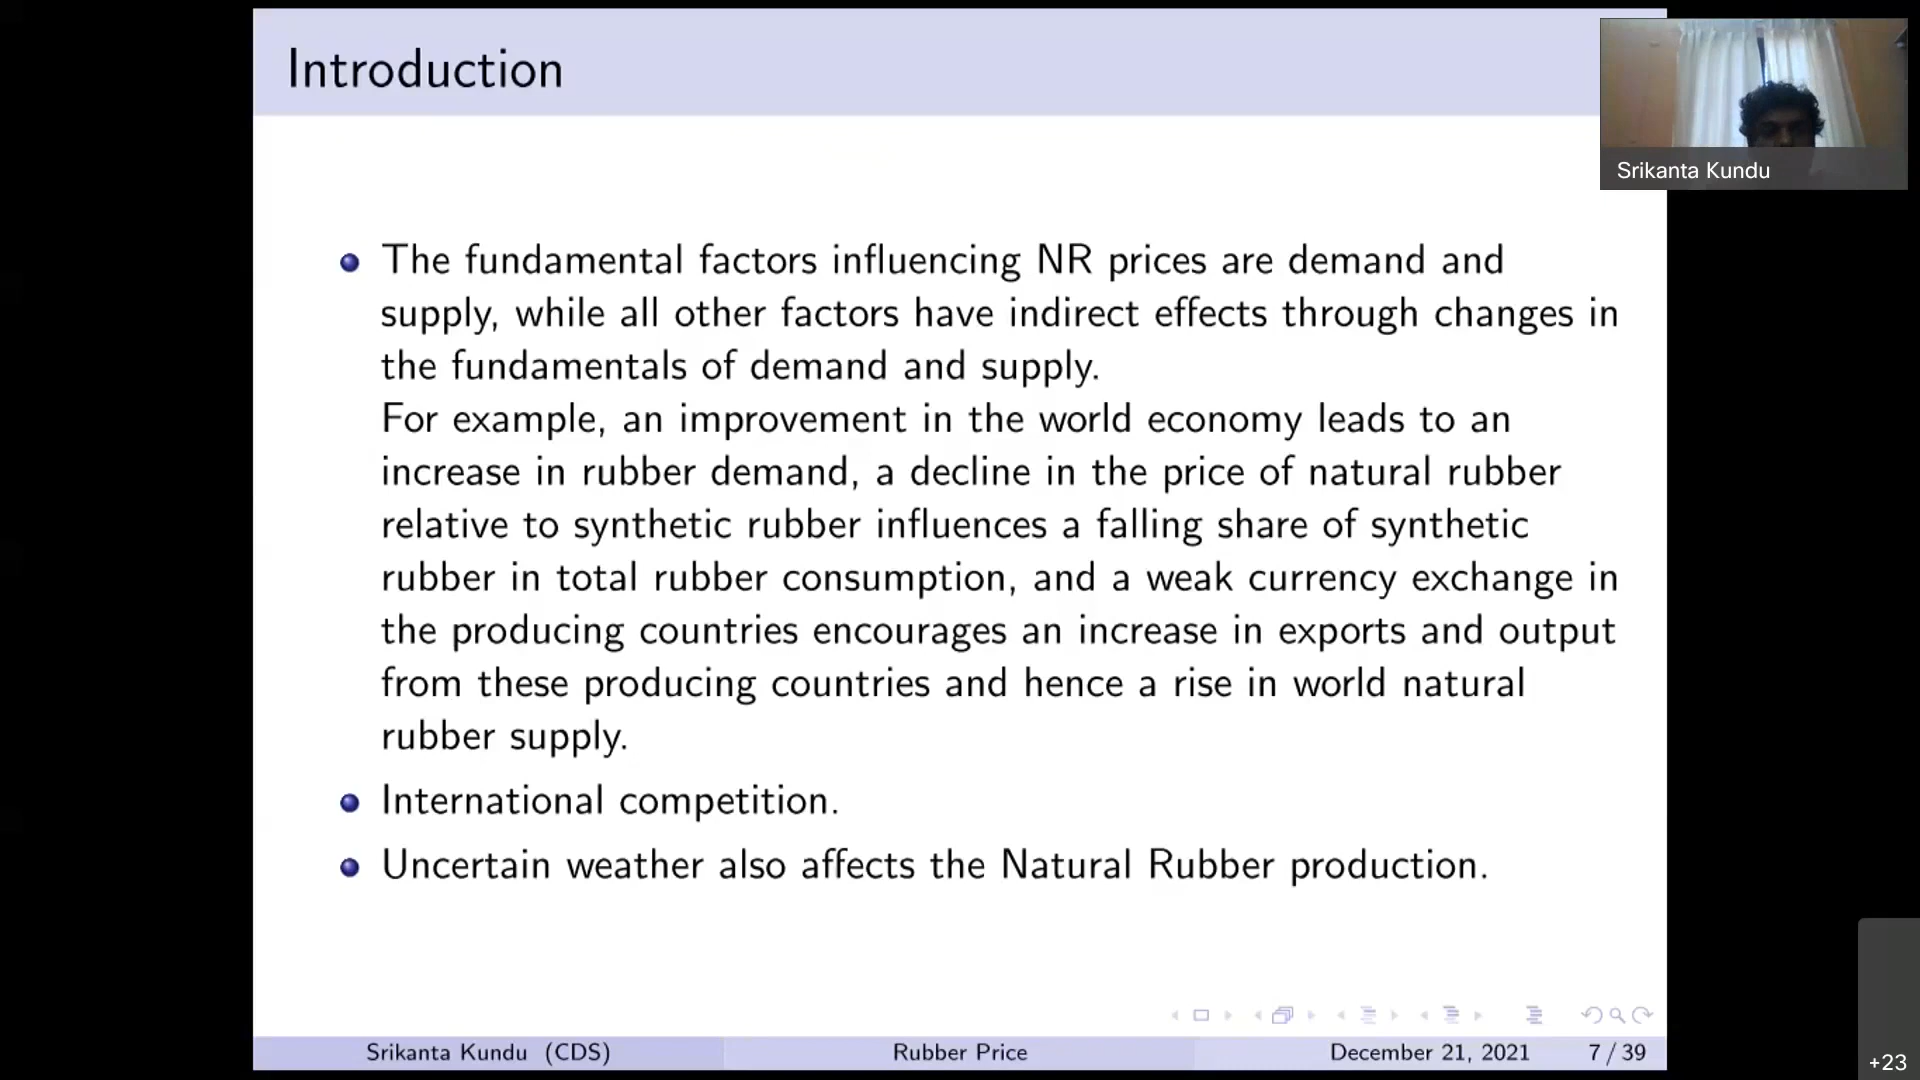 Introduction
Srikanta Kundu
The fundamental factors influencing NR prices are demand and
supply, while all other factors have indirect effects through changes in
the fundamentals of demand and supply.
For example, an improvement in the world economy leads to an
increase in rubber demand, a decline in the price of natural rubber
relative to synthetic rubber influences a falling share of synthetic
rubber in total rubber consumption, and a weak currency exchange in
the producing countries encourages an increase in exports and output
from these producing countries and hence a rise in world natural
rubber supply.
International competition.
Uncertain weather also affects the Natural Rubber production.
Srikanta Kundu (CDS) Rubber Price December 21, 2021 7 / 39
+23